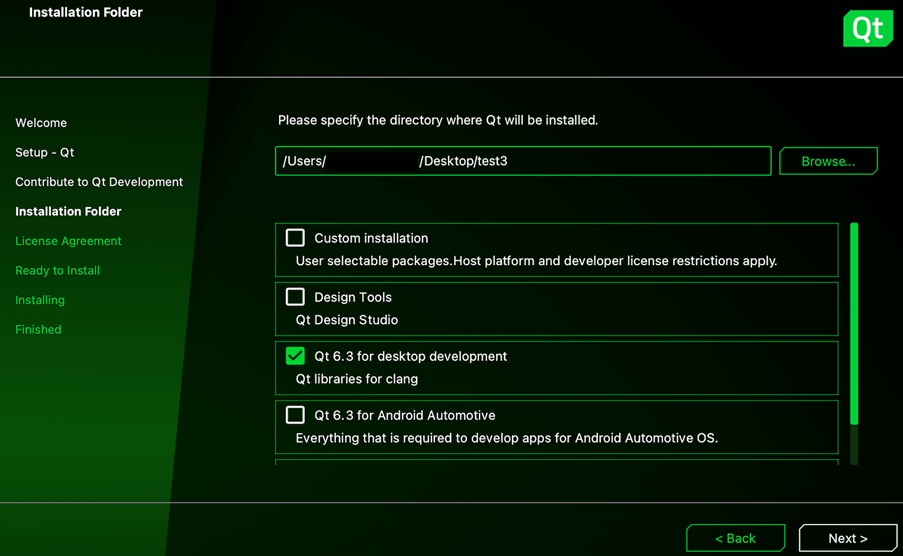 Installation Folder
Qt
Welcome
Setup - Qt
Contribute to Qt Development
Installation Folder
License Agreement
Ready to Install
Installing
Finished
Please specify the directory where Qt will be installed.
/Users/ /Desktop/test3
Browse...
Custom installation
User selectable packages.Host platform and developer license restrictions apply.
Design Tools
Qt Design Studio
Qt 6.3 for desktop development
Qt libraries for clang
Qt 6.3 for Android Automotive
Everything that is required to develop apps for Android Automotive OS.
< Back
Next >